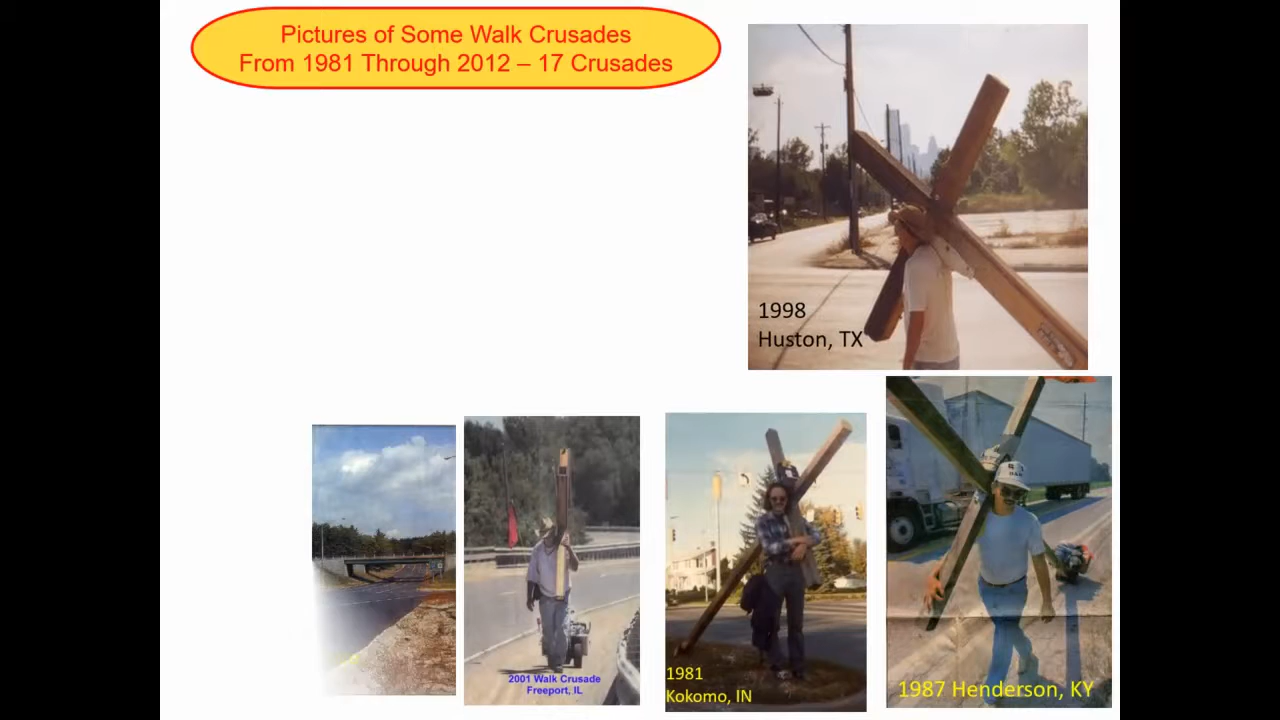 Pictures of Some Walk Crusades
From 1981 Through 2012 – 17 Crusades
1998
Huston, TX
2001 Walk Crusade
Freeport, IL
1981
Kokomo, IN
1987 Henderson, KY